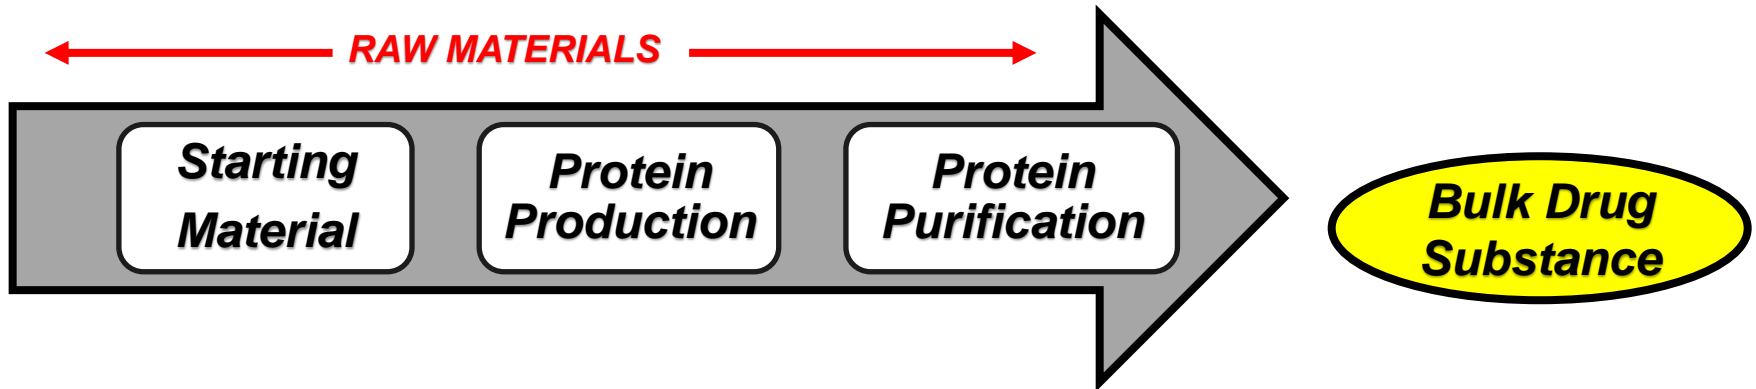 RAW MATERIALS
Starting
Material
Protein
Production
Protein
Purification
Bulk Drug
Substance